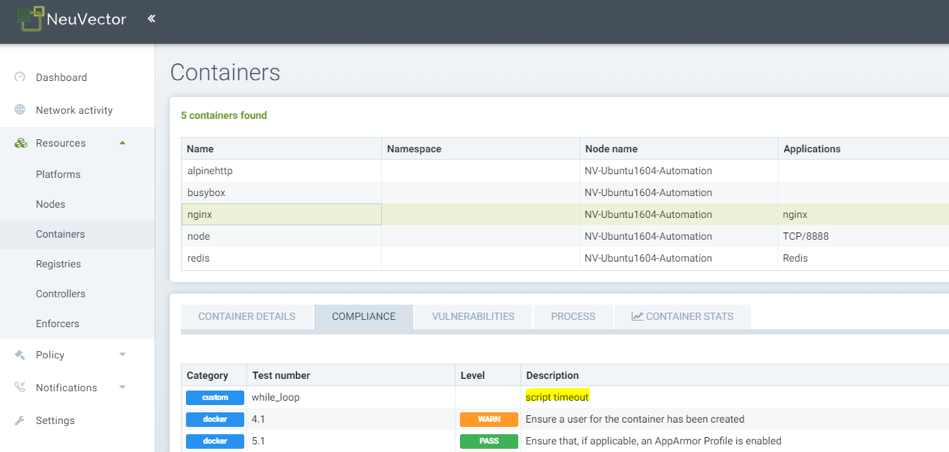 NeuVector
Dashboard
Network activity
Resources
Platforms
Nodes
Containers
Registries
Controllers
Enforcers
Policy
Notifications
Settings
Containers
5 containers found
Name Namespace Node name Applications
alpinehttp NV-Ubuntu1604-Automation
busybox NV-Ubuntu1604-Automation
nginx NV-Ubuntu1604-Automation nginx
node NV-Ubuntu1604-Automation TCP/8888
redis NV-Ubuntu1604-Automation Redis
CONTAINER DETAILS COMPLIANCE VULNERABILITIES PROCESS CONTAINER STATS
Category Test number Level Description
custom while_loop script timeout
docker 4.1 WARN Ensure a user for the container has been created
docker 5.1 PASS Ensure that, if applicable, an AppArmor Profile is enabled